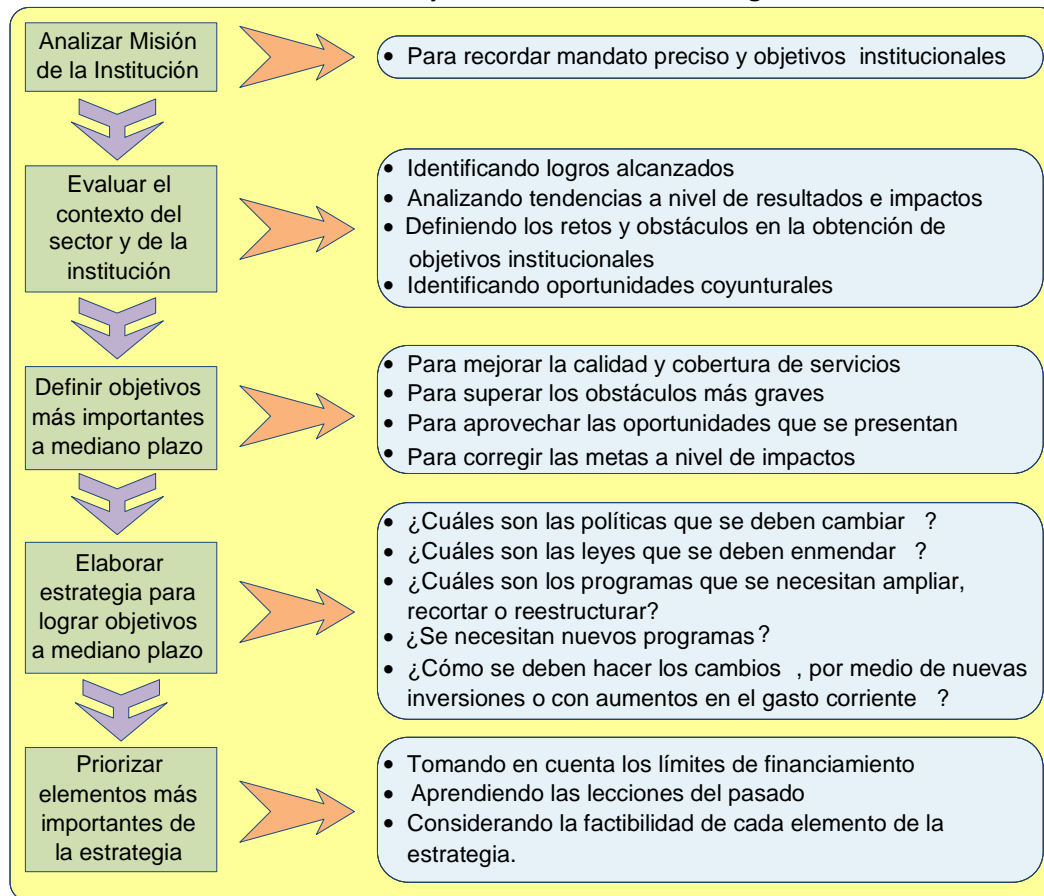 Analizar Misión
de la Institución
• Para recordar mandato preciso y objetivos institucionales
Evaluar el
contexto del
sector y de la
institución
• Identificando logros alcanzados
• Analizando tendencias a nivel de resultados e impactos
• Definiendo los retos y obstáculos en la obtención de
objetivos institucionales
• Identificando oportunidades coyunturales
Definir objetivos
más importantes
a mediano plazo
• Para mejorar la calidad y cobertura de servicios
• Para superar los obstáculos más graves
• Para aprovechar las oportunidades que se presentan
• Para corregir las metas a nivel de impactos
Elaborar
estrategia para
lograr objetivos
a mediano plazo
• ¿Cuáles son las políticas que se deben cambiar ?
• ¿Cuáles son las leyes que se deben enmendar ?
• ¿Cuáles son los programas que se necesitan ampliar,
recortar o reestructurar?
• ¿Se necesitan nuevos programas?
• ¿Cómo se deben hacer los cambios , por medio de nuevas
inversiones o con aumentos en el gasto corriente ?
Priorizar
elementos más
importantes de
la estrategia
• Tomando en cuenta los límites de financiamiento
• Aprendiendo las lecciones del pasado
• Considerando la factibilidad de cada elemento de la
estrategia.